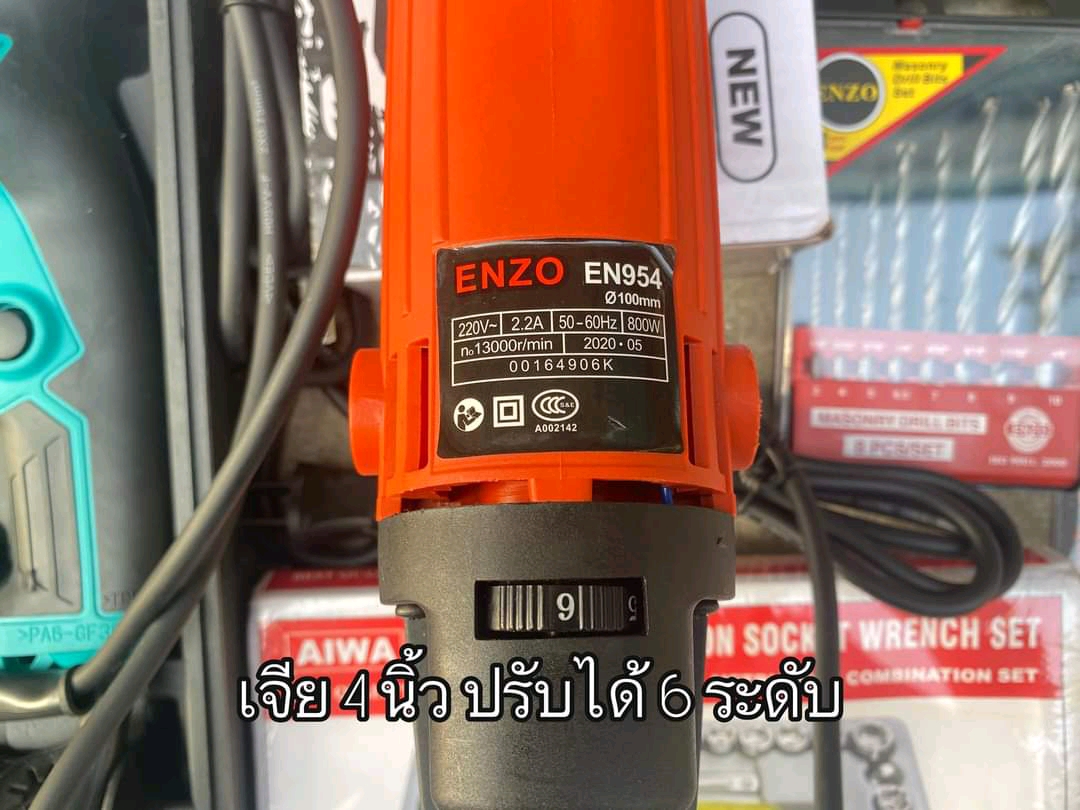 NEW
ENZO
Masonry
Drill Bits
Set
ENZO EN954
Ø100mm
220V~ 2.2A 50-60Hz 800W
n₀13000r/min 2020·05
00164906K
S&E
A002142
MASONRY DRILL BITS
8 PCS/SET
>PA6-GF3
9
AIWA
ON SOCKET WRENCH SET
COMBINATION SET
เจีย 4 นิ้ว ปรับได้ 6 ระดับ